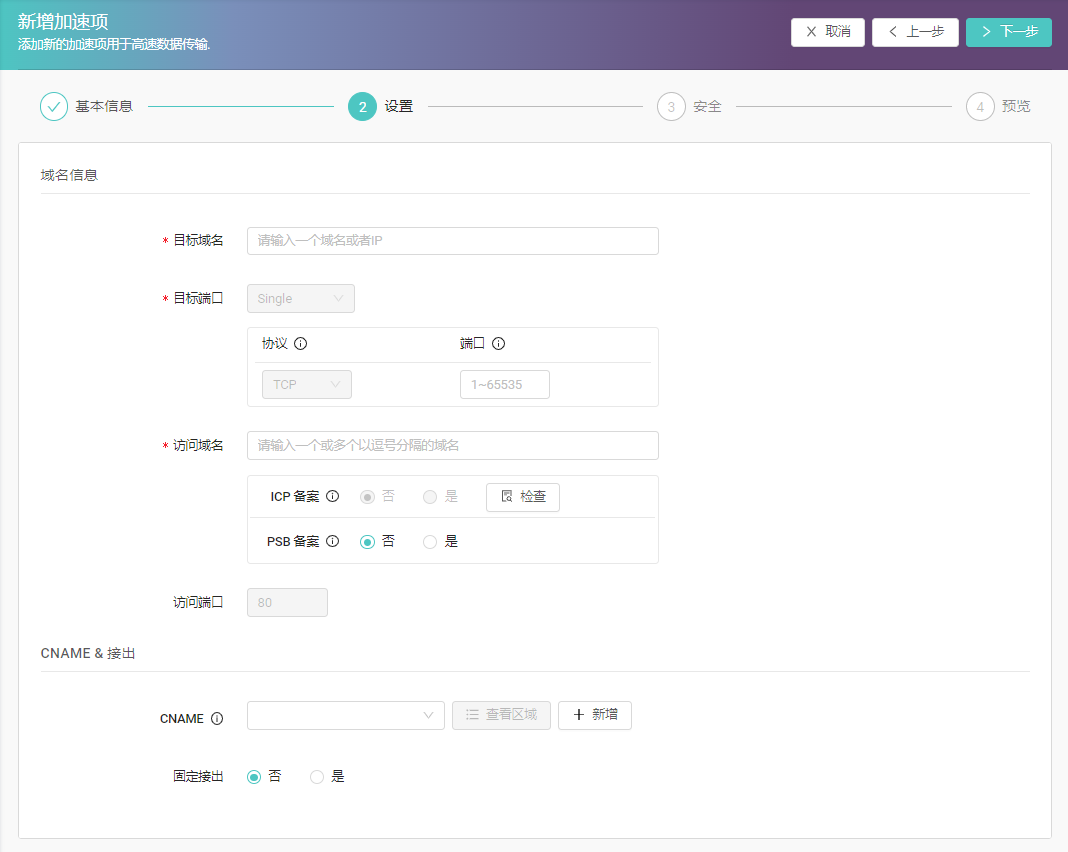 新增加速项
添加新的加速项用于高速数据传输.
取消
上一步
下一步
基本信息
2 设置
3 安全
4 预览
域名信息
* 目标域名 请输入一个域名或者IP
* 目标端口 Single
协议 端口
TCP 1~65535
* 访问域名 请输入一个或多个以逗号分隔的域名
ICP 备案 否 是 检查
PSB 备案 否 是
访问端口 80
CNAME & 接出
CNAME 查看区域 新增
固定接出 否 是